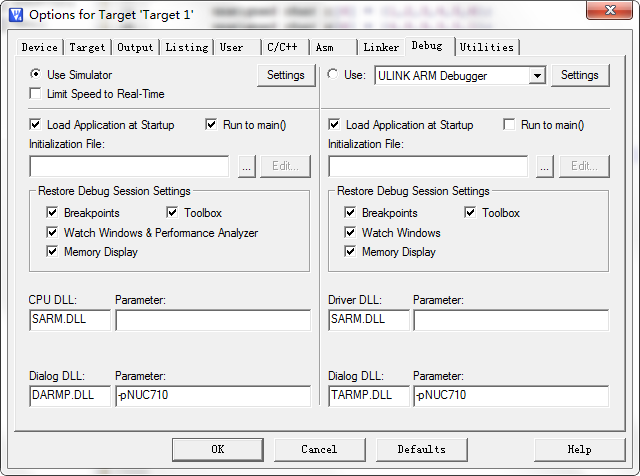 Options for Target 'Target 1'
Device Target Output Listing User C/C++ Asm Linker Debug Utilities
Use Simulator
Settings
Use:
ULINK ARM Debugger
Settings
Limit Speed to Real-Time
Load Application at Startup
Run to main()
Load Application at Startup
Run to main()
Initialization File:
Initialization File:
...
Edit...
...
Edit...
Restore Debug Session Settings
Breakpoints
Toolbox
Watch Windows & Performance Analyzer
Memory Display
Restore Debug Session Settings
Breakpoints
Toolbox
Watch Windows
Memory Display
CPU DLL:
Parameter:
SARM.DLL
Driver DLL:
Parameter:
SARM.DLL
Dialog DLL:
Parameter:
DARMP.DLL
-pNUC710
Dialog DLL:
Parameter:
TARMP.DLL
-pNUC710
OK
Cancel
Defaults
Help